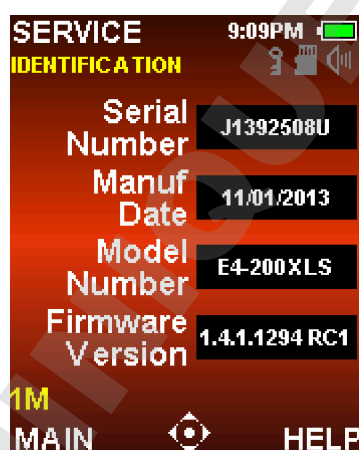 SERVICE 9:09PM
IDENTIFICATION
Serial
Number J1392508U
Manuf
Date 11/01/2013
Model
Number E4-200XLS
Firmware
Version 1.4.1.1294 RC1
1M
MAIN HELP